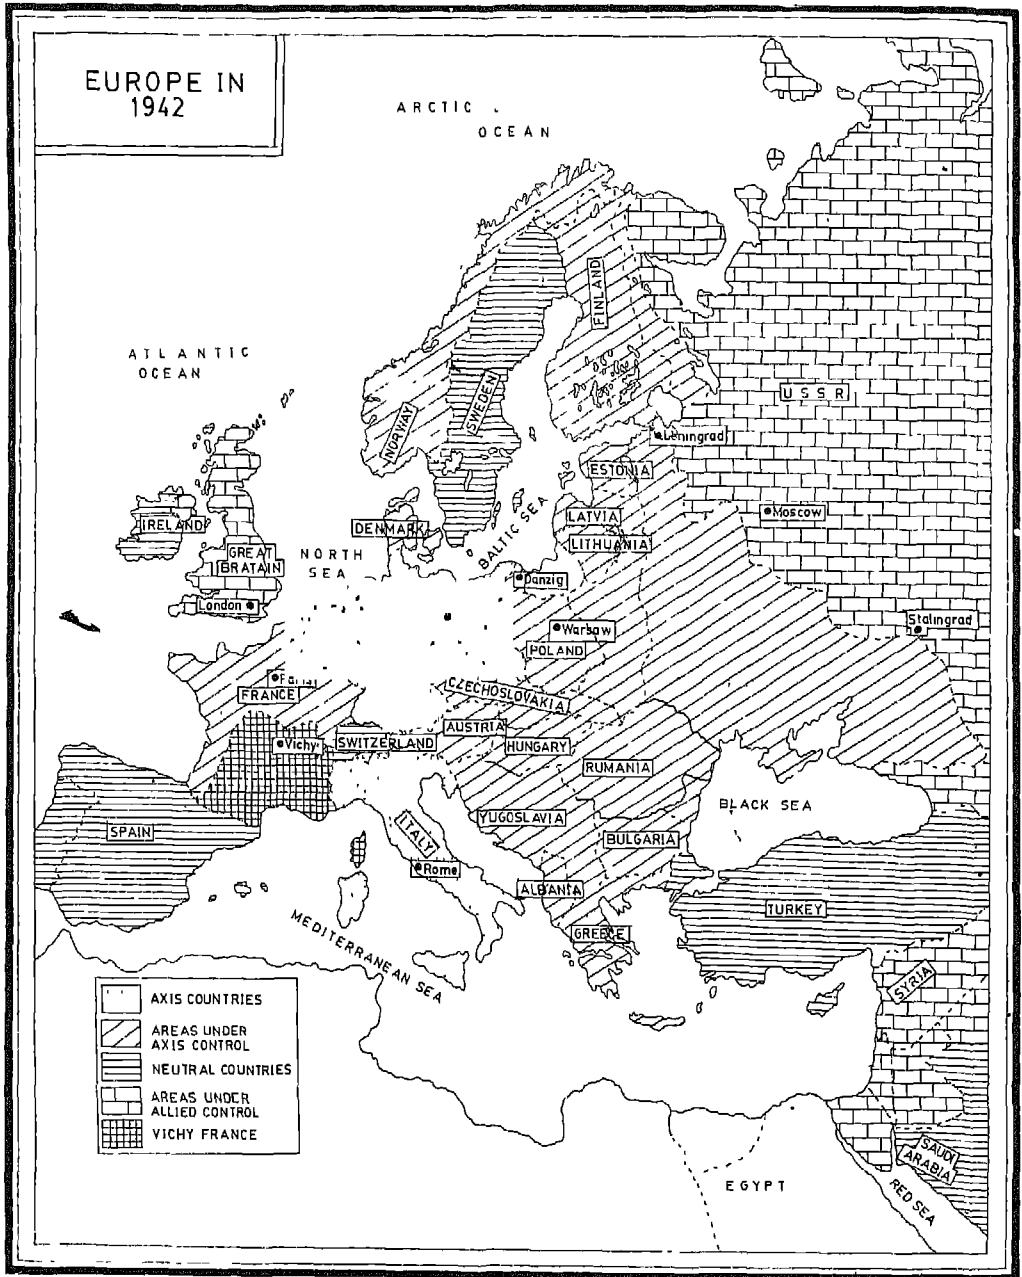 EUROPE IN
1942
ARCTIC
OCEAN
ATLANTIC
OCEAN
FINLAND
USSR
SWEDEN
NORWAY
Leningrad
ESTONIA
IRELAND
DENMARK
BALTIC SEA
LATVIA
Moscow
LITHUANIA
GREAT
BRATAIN
NORTH
SEA
Danzig
London
Stalingrad
Warsaw
POLAND
FRANCE
CZECHOSLOVAKIA
AUSTRIA
Vichy
SWITZERLAND
HUNGARY
RUMANIA
BLACK SEA
SPAIN
YUGOSLAVIA
ITALY
BULGARIA
Rome
ALBANIA
TURKEY
GREECE
MEDITERRANEAN SEA
SYRIA
AXIS COUNTRIES
AREAS UNDER
AXIS CONTROL
NEUTRAL COUNTRIES
AREAS UNDER
ALLIED CONTROL
VICHY FRANCE
SAUDI
ARABIA
EGYPT
RED SEA